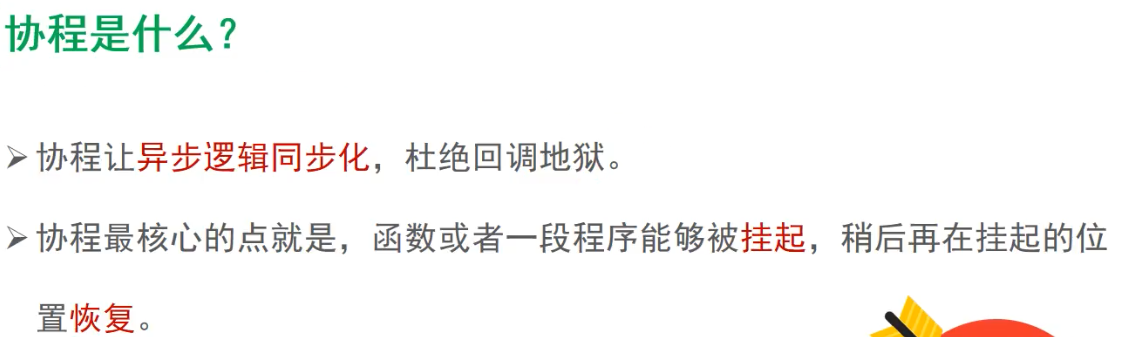 协程是什么？
➢协程让异步逻辑同步化，杜绝回调地狱。
➢协程最核心的点就是，函数或者一段程序能够被挂起，稍后再在挂起的位
置恢复。